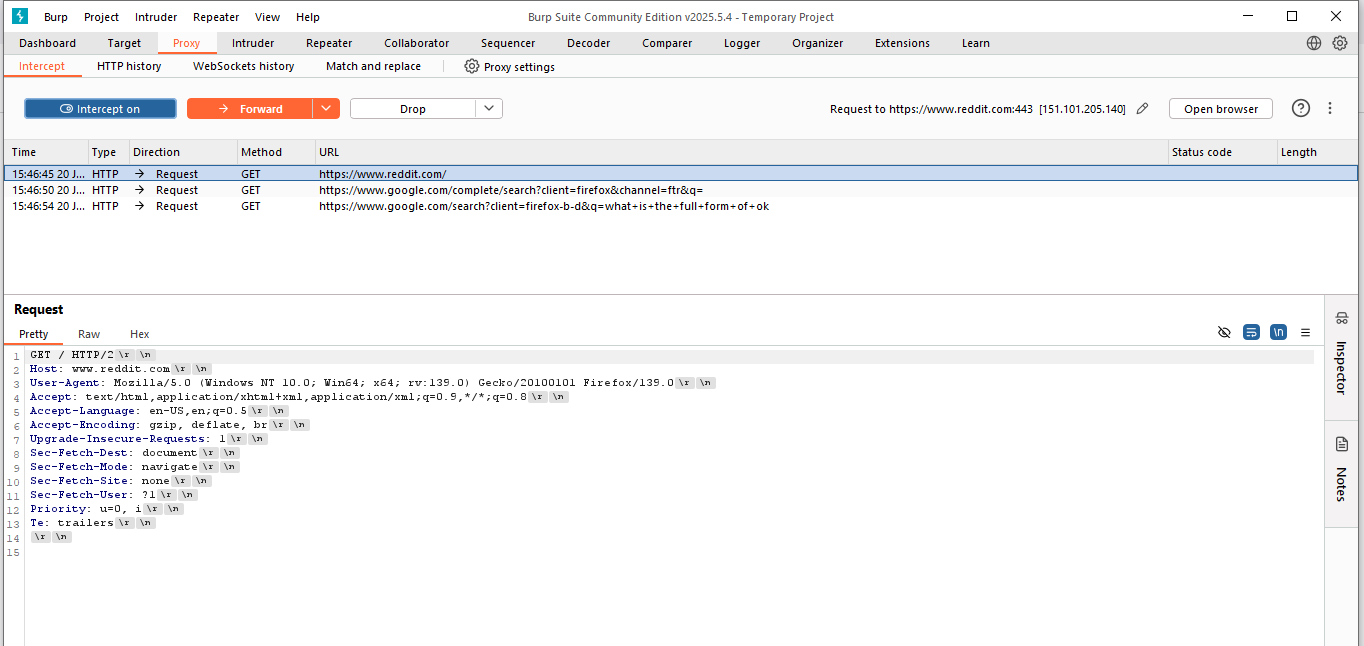 Burp Project Intruder Repeater View Help Burp Suite Community Edition v2025.5.4 - Temporary Project
Dashboard Target Proxy Intruder Repeater Collaborator Sequencer Decoder Comparer Logger Organizer Extensions Learn
Intercept HTTP history WebSockets history Match and replace Proxy settings
Intercept on Forward Drop Request to https://www.reddit.com:443 [151.101.205.140] Open browser
Time Type Direction Method URL Status code Length
15:46:45 20 J... HTTP → Request GET https://www.reddit.com/
15:46:50 20 J... HTTP → Request GET https://www.google.com/complete/search?client=firefox&channel=ftr&q=
15:46:54 20 J... HTTP → Request GET https://www.google.com/search?client=firefox-b-d&q=what+is+the+full+form+of+ok
Request
Pretty Raw Hex \n
1 GET / HTTP/2 \r \n
2 Host: www.reddit.com \r \n
3 User-Agent: Mozilla/5.0 (Windows NT 10.0; Win64; x64; rv:139.0) Gecko/20100101 Firefox/139.0 \r \n
4 Accept: text/html,application/xhtml+xml,application/xml;q=0.9,*/*;q=0.8 \r \n
5 Accept-Language: en-US,en;q=0.5 \r \n
6 Accept-Encoding: gzip, deflate, br \r \n
7 Upgrade-Insecure-Requests: 1 \r \n
8 Sec-Fetch-Dest: document \r \n
9 Sec-Fetch-Mode: navigate \r \n
10 Sec-Fetch-Site: none \r \n
11 Sec-Fetch-User: ?1 \r \n
12 Priority: u=0, i \r \n
13 Te: trailers \r \n
14 \r \n
15
Inspector
Notes